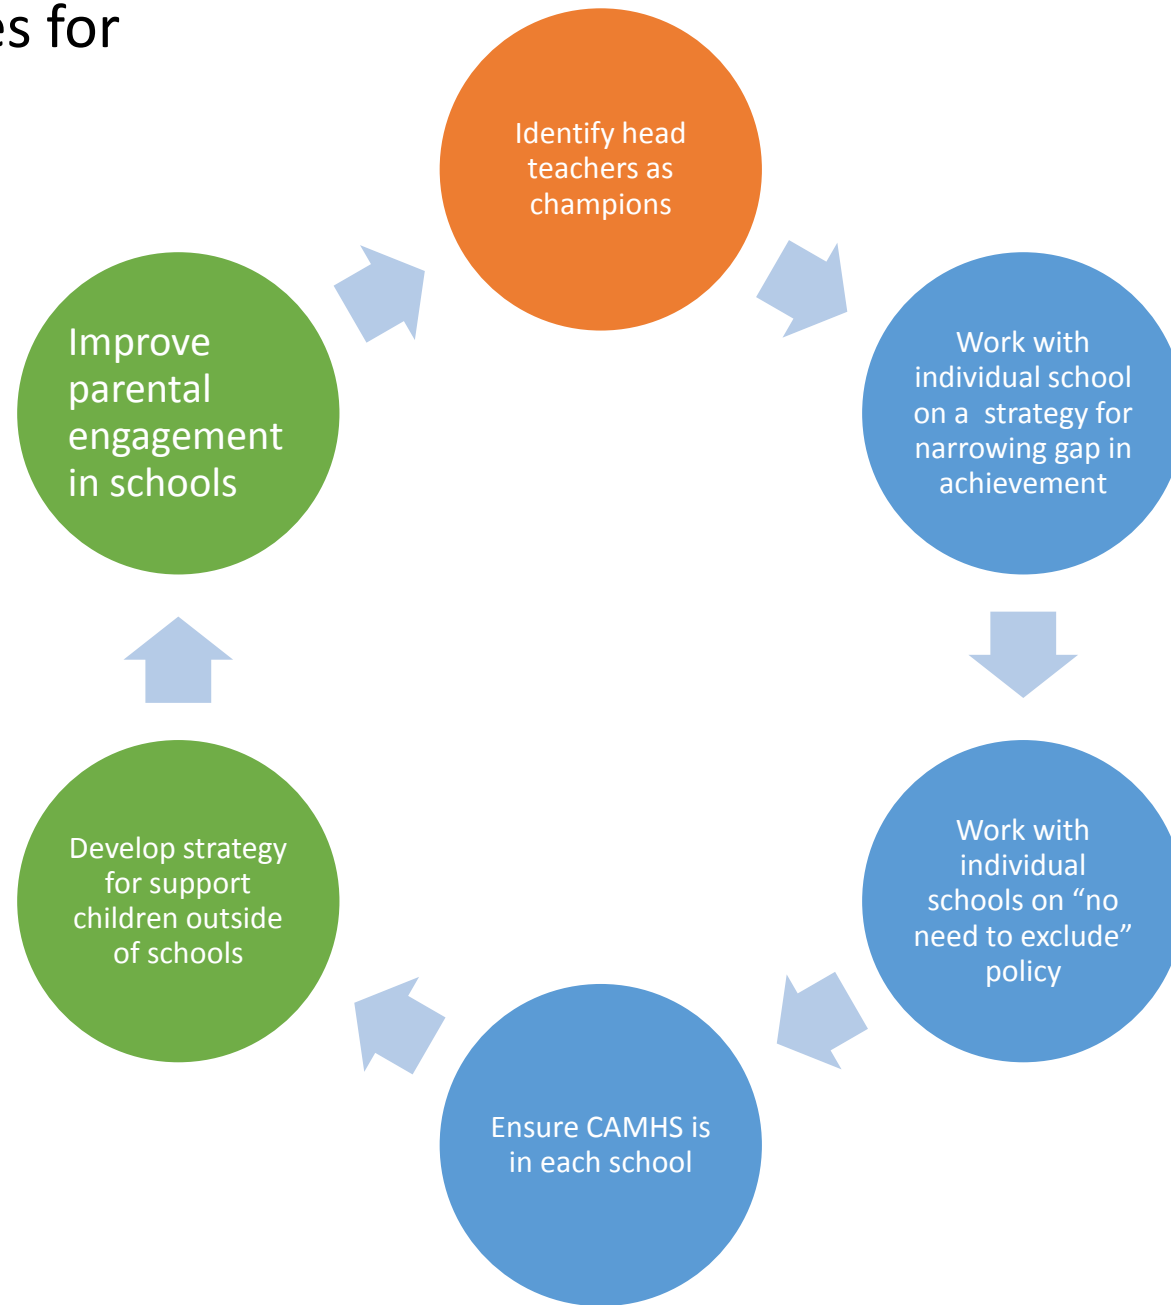 es for
Identify head
teachers as
champions
Work with
individual school
on a  strategy for
narrowing gap in
achievement
Work with
individual
schools on “no
need to exclude”
policy
Ensure CAMHS is
in each school
Develop strategy
for support
children outside
of schools
Improve
parental
engagement
in schools